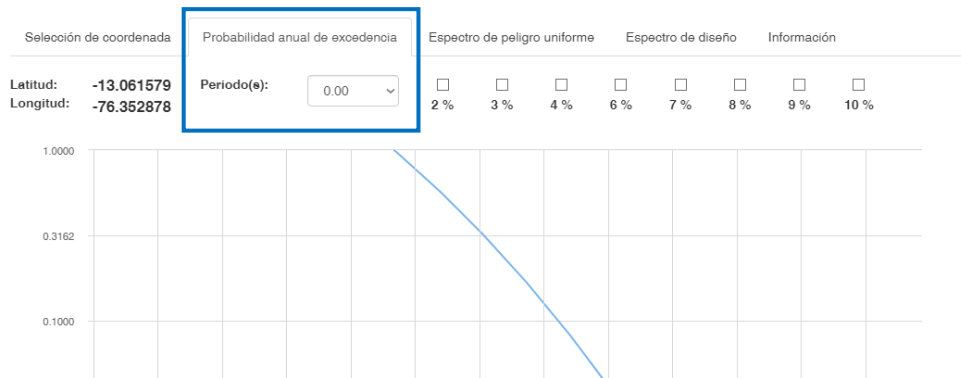 Selección de coordenada Probabilidad anual de excedencia Espectro de peligro uniforme Espectro de diseño Información
Latitud: -13.061579 Periodo(s): 0.00
Longitud: -76.352878 2 % 3 % 4 % 6 % 7 % 8 % 9 % 10 %
1.0000
0.3162
0.1000